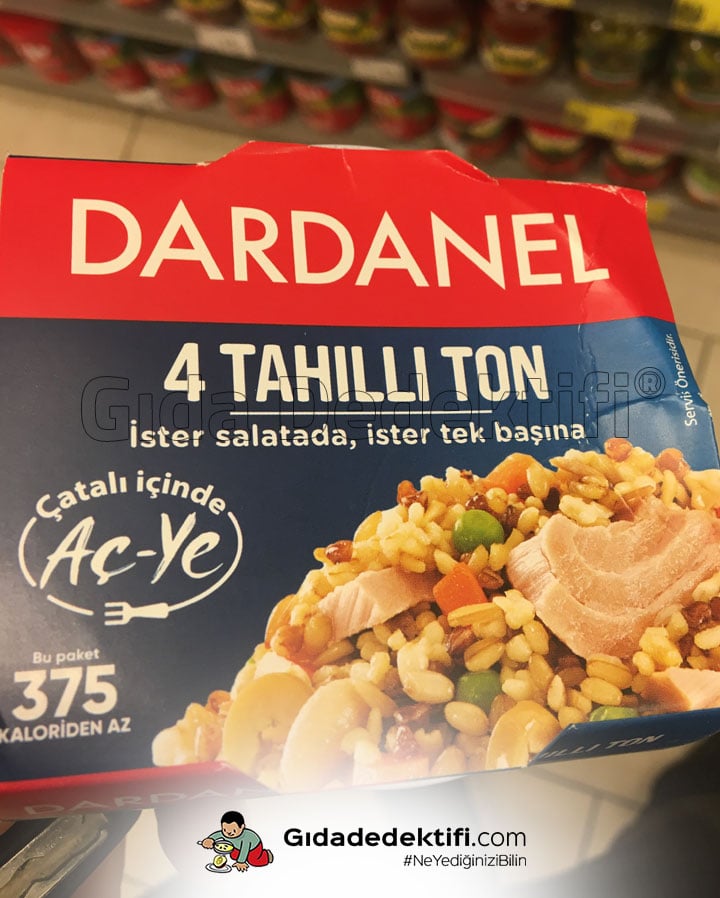 DARDANEL
4 TAHILLI TON
Gıda Dedektifi®
İster salatada, ister tek başına
Servis Önerisidir.
Çatalı içinde
Aç-Ye
Bu paket
375
KALORİDEN AZ
TAHILLI TON
DARDANEL
Gıdadedektifi.com
#NeYediğiniziBilin